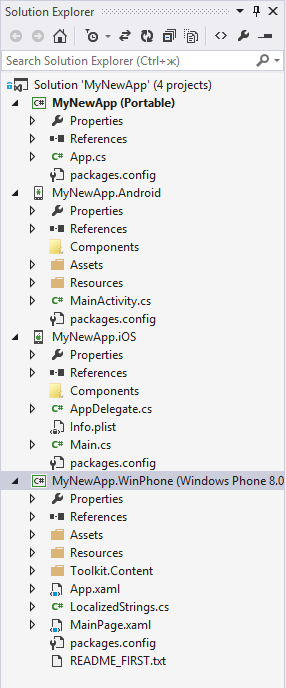 Solution Explorer
Search Solution Explorer (Ctrl+ж)
Solution 'MyNewApp' (4 projects)
C# MyNewApp (Portable)
Properties
References
C# App.cs
packages.config
MyNewApp.Android
Properties
References
Components
Assets
Resources
C# MainActivity.cs
packages.config
MyNewApp.iOS
Properties
References
Components
C# AppDelegate.cs
Info.plist
C# Main.cs
packages.config
C# MyNewApp.WinPhone (Windows Phone 8.0
Properties
References
Assets
Resources
Toolkit.Content
App.xaml
C# LocalizedStrings.cs
MainPage.xaml
packages.config
README_FIRST.txt